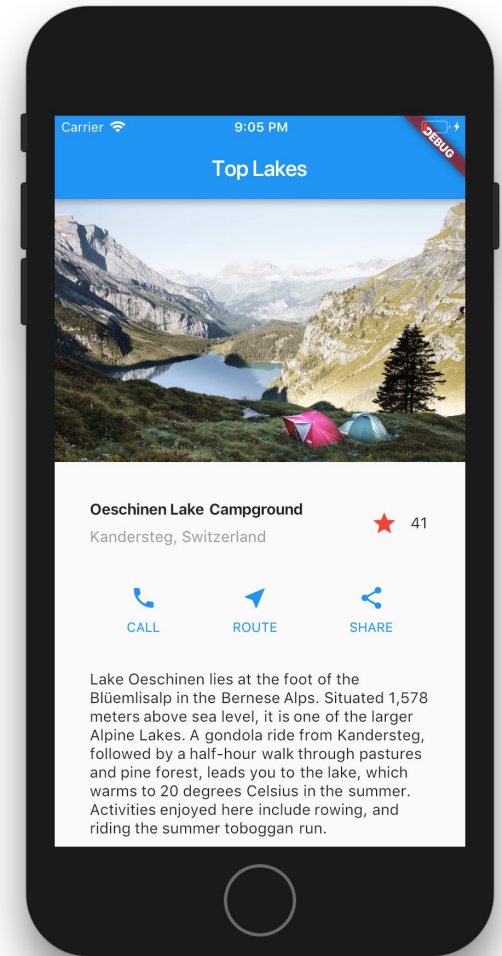 Carrier 9:05 PM
DEBUG
Top Lakes
Oeschinen Lake Campground
Kandersteg, Switzerland
41
CALL ROUTE SHARE
Lake Oeschinen lies at the foot of the
Blüemlisalp in the Bernese Alps. Situated 1,578
meters above sea level, it is one of the larger
Alpine Lakes. A gondola ride from Kandersteg,
followed by a half-hour walk through pastures
and pine forest, leads you to the lake, which
warms to 20 degrees Celsius in the summer.
Activities enjoyed here include rowing, and
riding the summer toboggan run.